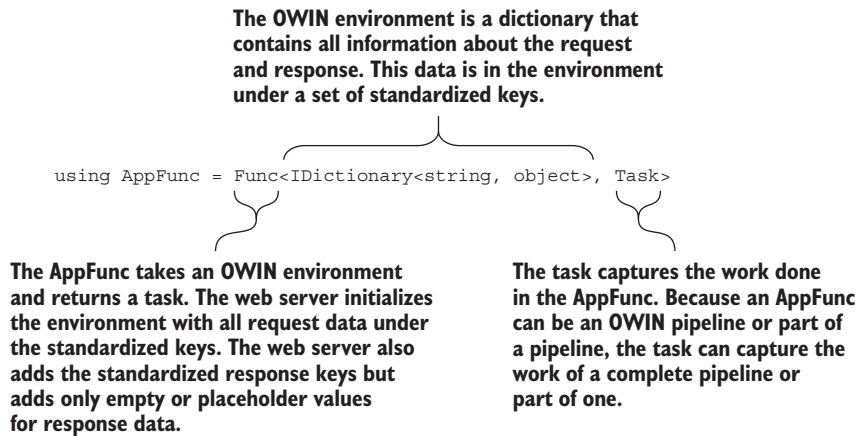 The OWIN environment is a dictionary that
contains all information about the request
and response. This data is in the environment
under a set of standardized keys.
using AppFunc = Func<IDictionary<string, object>, Task>
The AppFunc takes an OWIN environment
and returns a task. The web server initializes
the environment with all request data under
the standardized keys. The web server also
adds the standardized response keys but
adds only empty or placeholder values
for response data.
The task captures the work done
in the AppFunc. Because an AppFunc
can be an OWIN pipeline or part of
a pipeline, the task can capture the
work of a complete pipeline or
part of one.